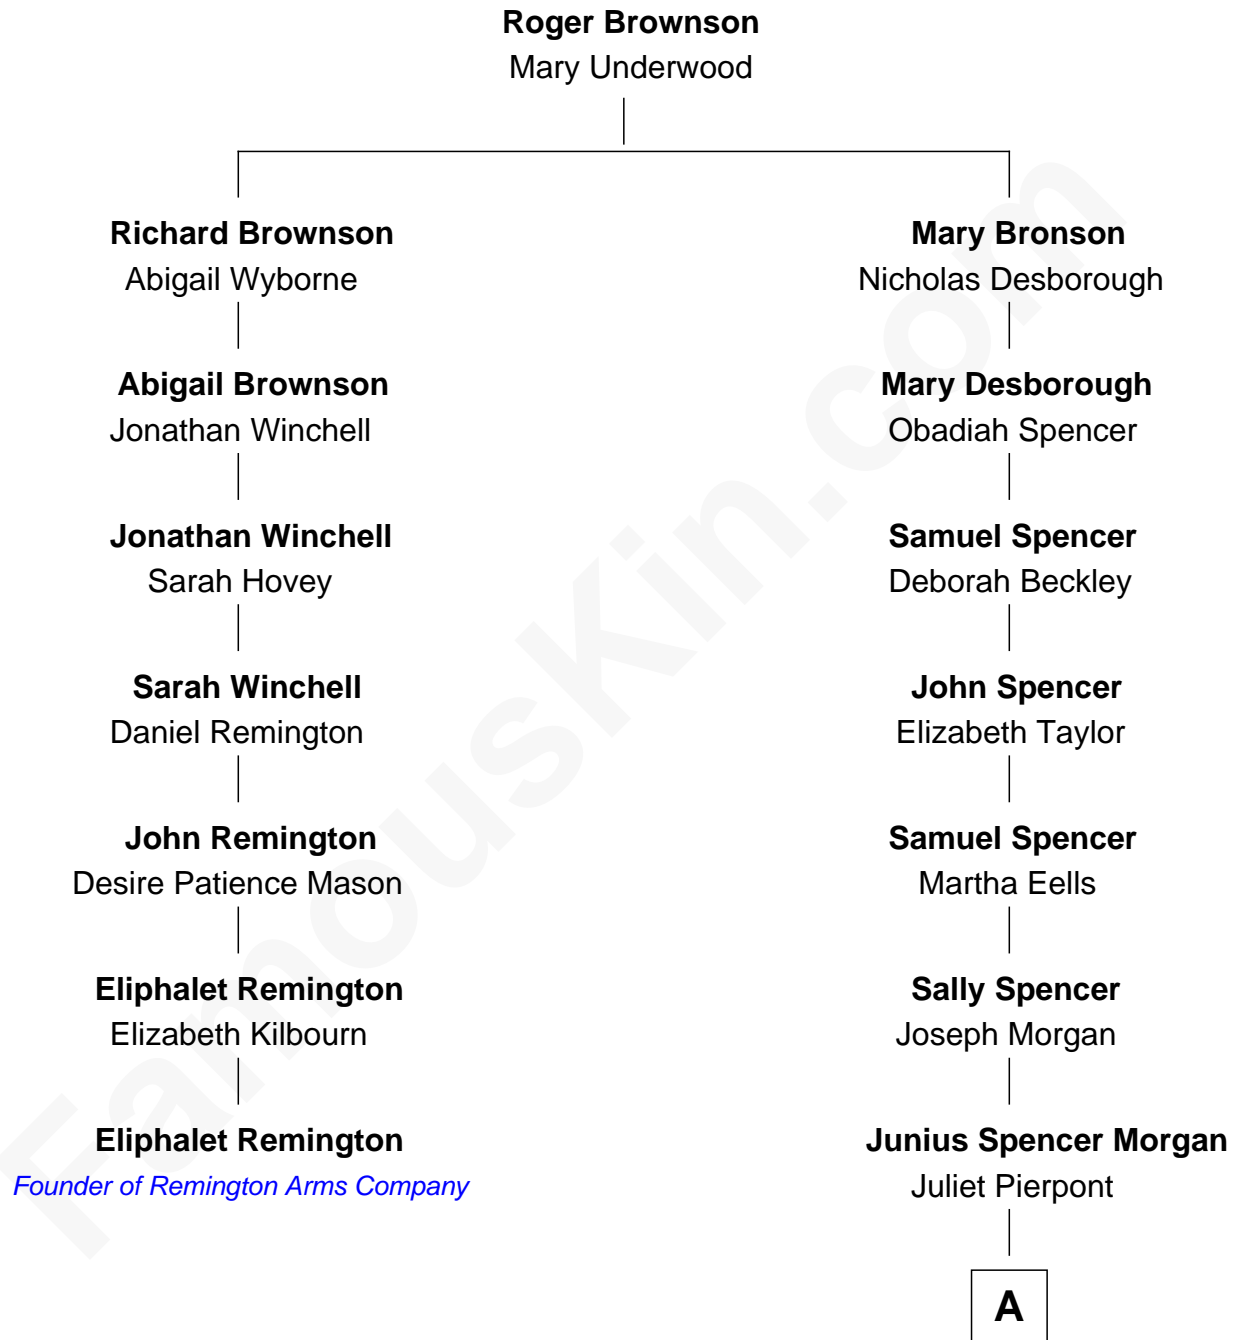 Roger Brownson
Mary Underwood
Richard Brownson
Abigail Wyborne
Mary Bronson
Nicholas Desborough
Abigail Brownson
Jonathan Winchell
Mary Desborough
Obadiah Spencer
Jonathan Winchell
Sarah Hovey
Samuel Spencer
Deborah Beckley
Sarah Winchell
Daniel Remington
John Spencer
Elizabeth Taylor
John Remington
Desire Patience Mason
Samuel Spencer
Martha Eells
Eliphalet Remington
Elizabeth Kilbourn
Sally Spencer
Joseph Morgan
Eliphalet Remington
Founder of Remington Arms Company
Junius Spencer Morgan
Juliet Pierpont
A
FamousKin.com